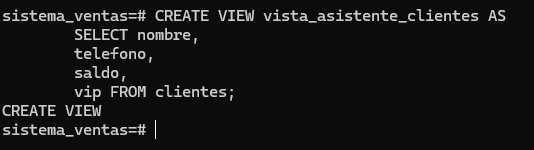 sistema_ventas=# CREATE VIEW vista_asistente_clientes AS
SELECT nombre,
telefono,
saldo,
vip FROM clientes;
CREATE VIEW
sistema_ventas=#